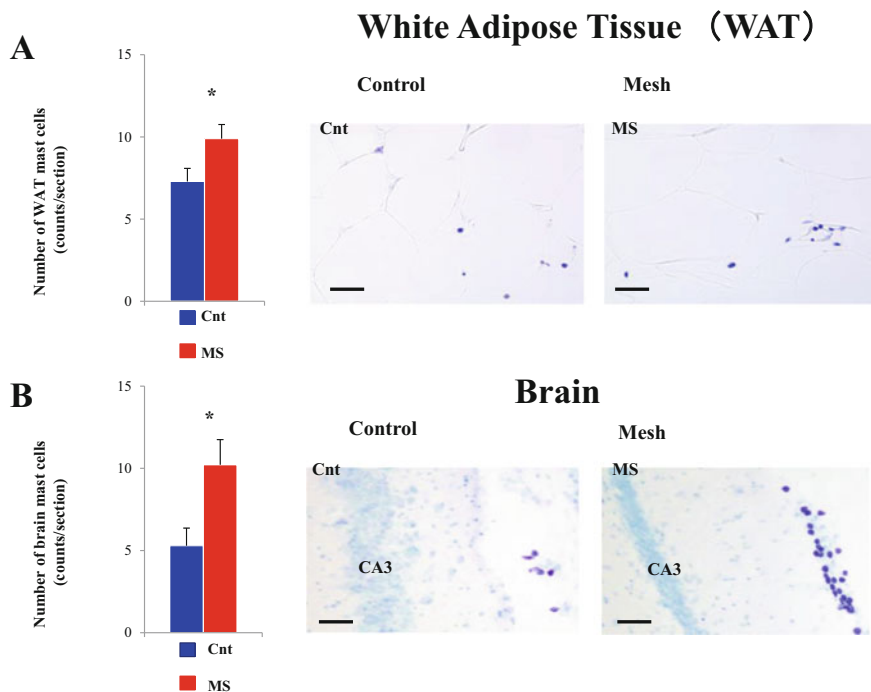 White Adipose Tissue （WAT）
A
15
10
5
0
*
Number of WAT mast cells
(counts/section)
Cnt
MS
Control
Mesh
Cnt
MS
Brain
B
15
10
5
0
*
Number of brain mast cells
(counts/section)
Cnt
MS
Control
Mesh
Cnt
CA3
MS
CA3